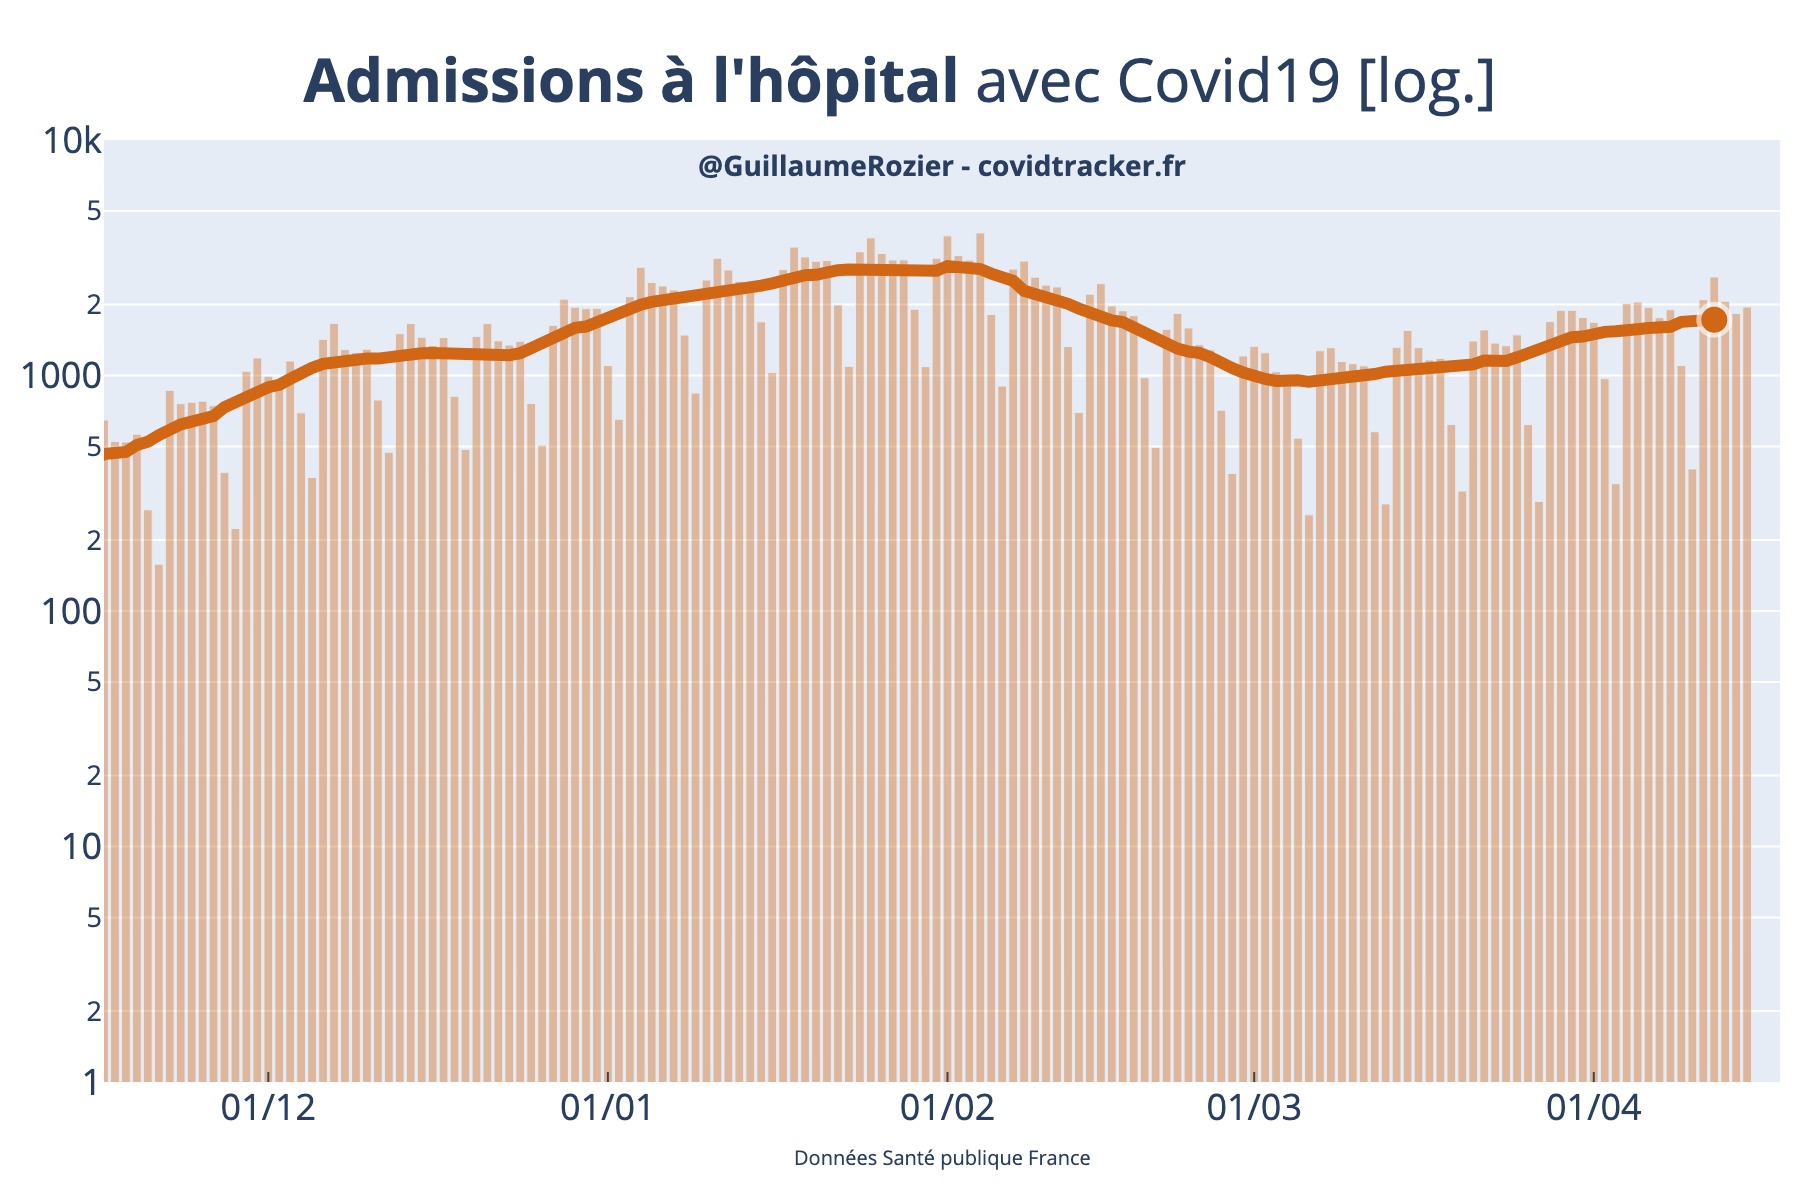 Admissions à l'hôpital avec Covid19 [log.]
@GuillaumeRozier - covidtracker.fr
10k
5
2
1000
5
2
100
5
2
10
5
2
1
01/12 01/01 01/02 01/03 01/04
Données Santé publique France